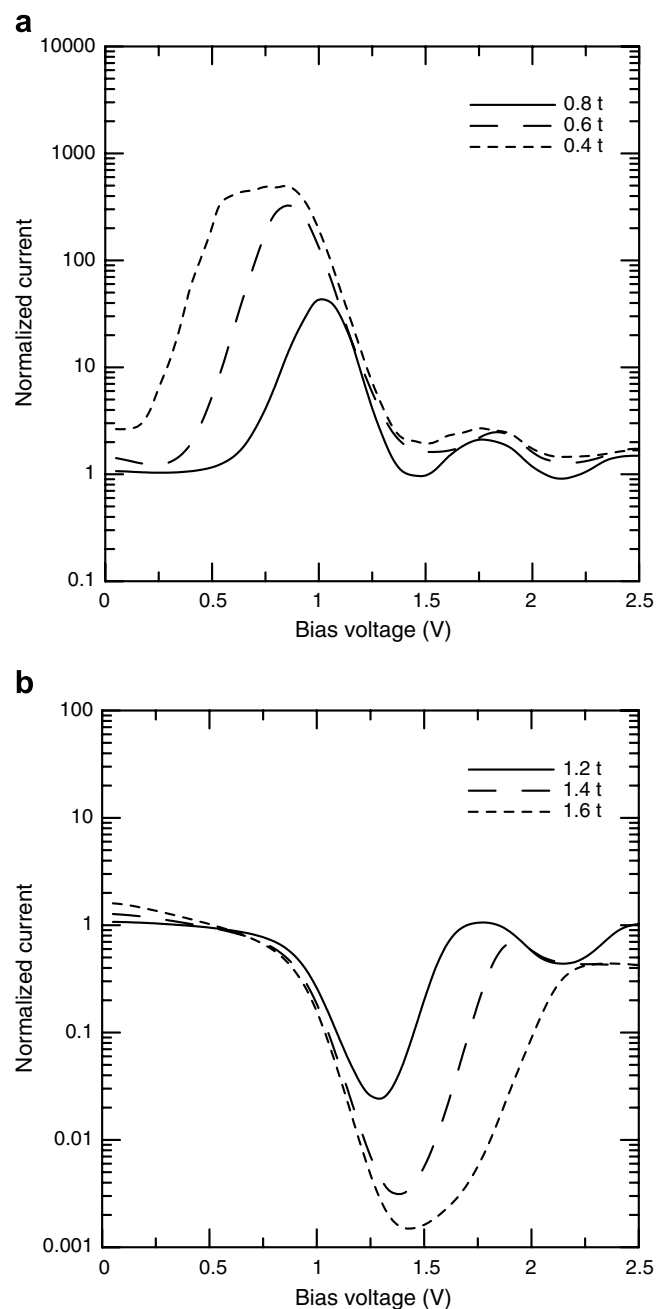 a
10000
1000
100
10
1
0.1
Normalized current
0.8 t
0.6 t
0.4 t
0 0.5 1 1.5 2 2.5
Bias voltage (V)
b
100
10
1
0.1
0.01
0.001
Normalized current
1.2 t
1.4 t
1.6 t
0 0.5 1 1.5 2 2.5
Bias voltage (V)